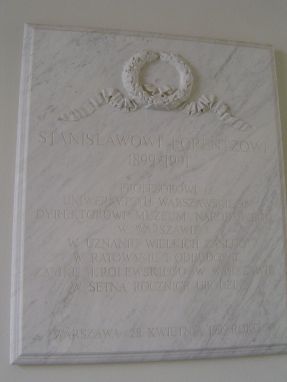 STANISŁAWOWI LORENTZOWI
1899-1991
PROFESOROWI
UNIWERSYTETU WARSZAWSKIEGO
DYREKTOROWI MUZEUM NARODOWEGO
W WARSZAWIE
W UZNANIU WIELKICH ZASŁUG
W RATOWANIU I ODBUDOWIE
ZAMKU KRÓLEWSKIEGO W WARSZAWIE
W SETNĄ ROCZNICĘ URODZIN
WARSZAWA 28 KWIETNIA 1999 ROKU